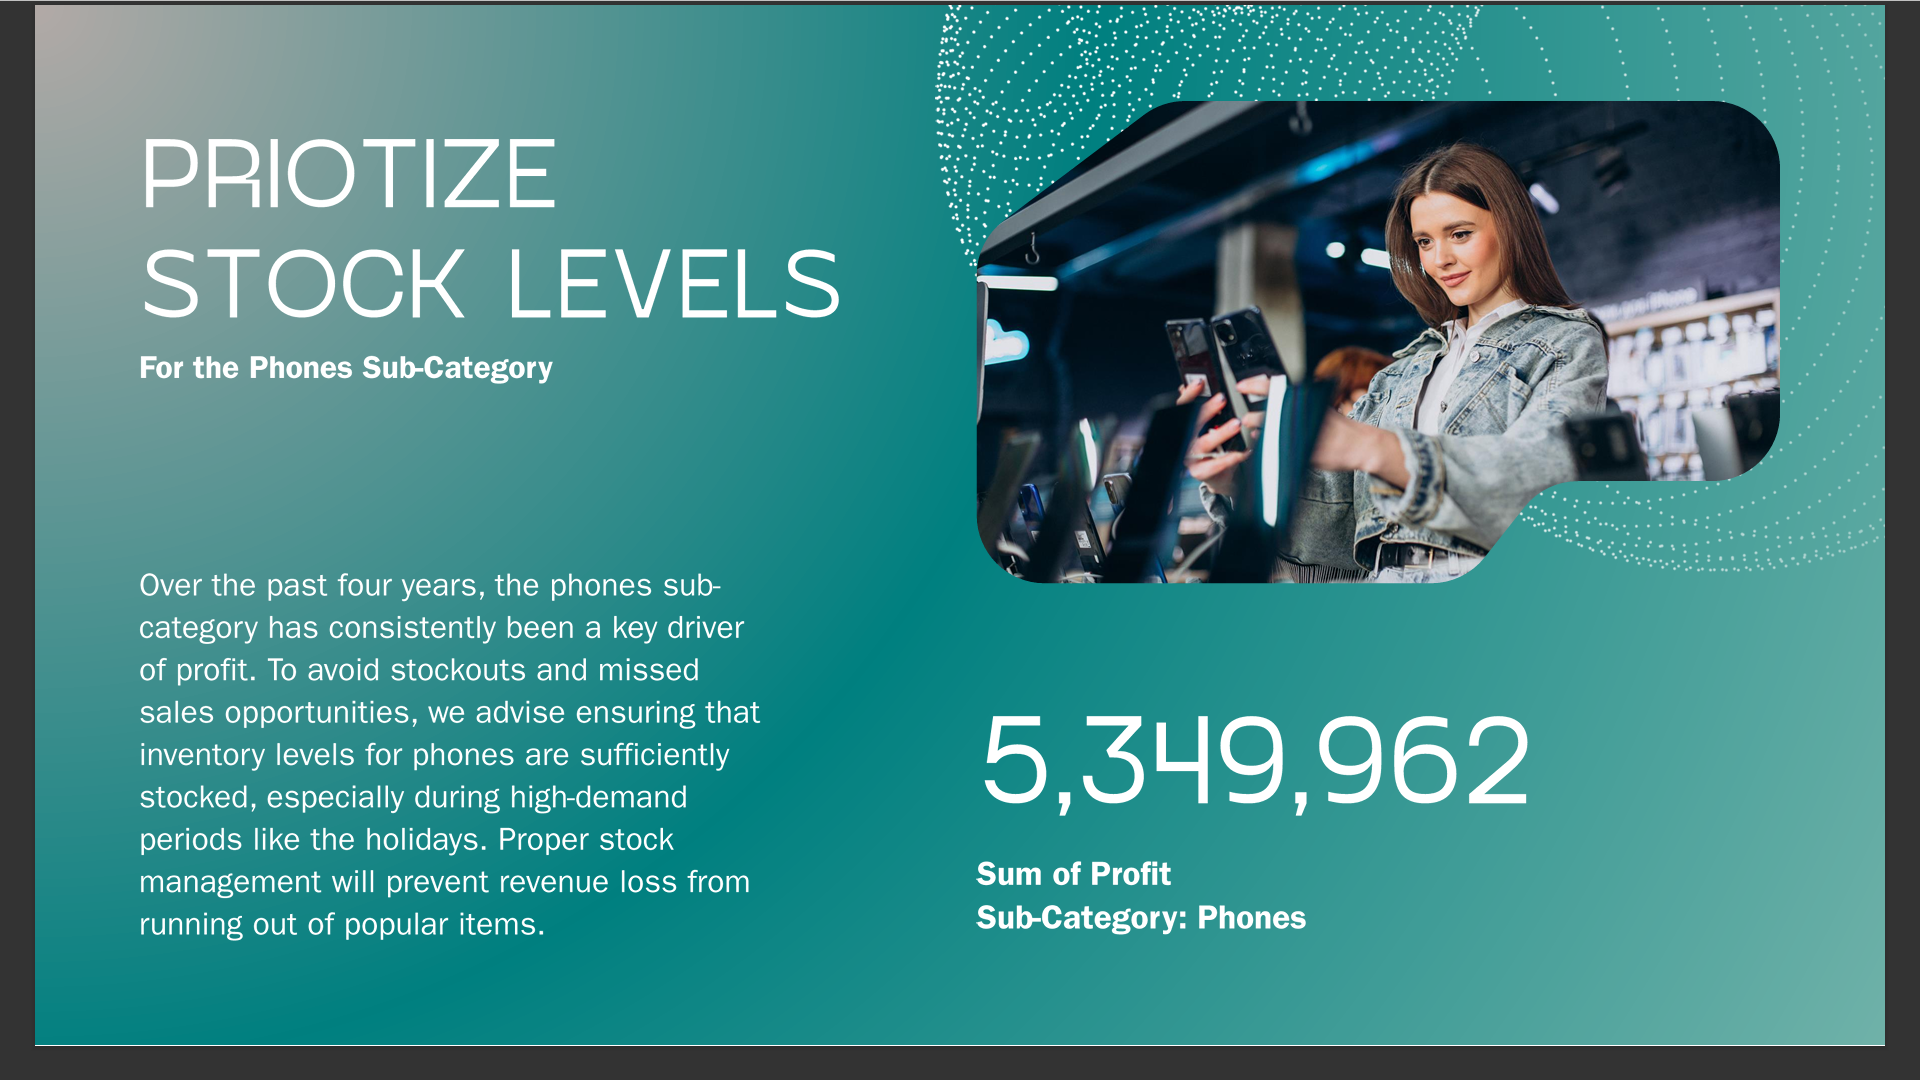 PRIOTIZE
STOCK LEVELS
For the Phones Sub-Category
Over the past four years, the phones sub-
category has consistently been a key driver
of profit. To avoid stockouts and missed
sales opportunities, we advise ensuring that
inventory levels for phones are sufficiently
stocked, especially during high-demand
periods like the holidays. Proper stock
management will prevent revenue loss from
running out of popular items.
5,349,962
Sum of Profit
Sub-Category: Phones